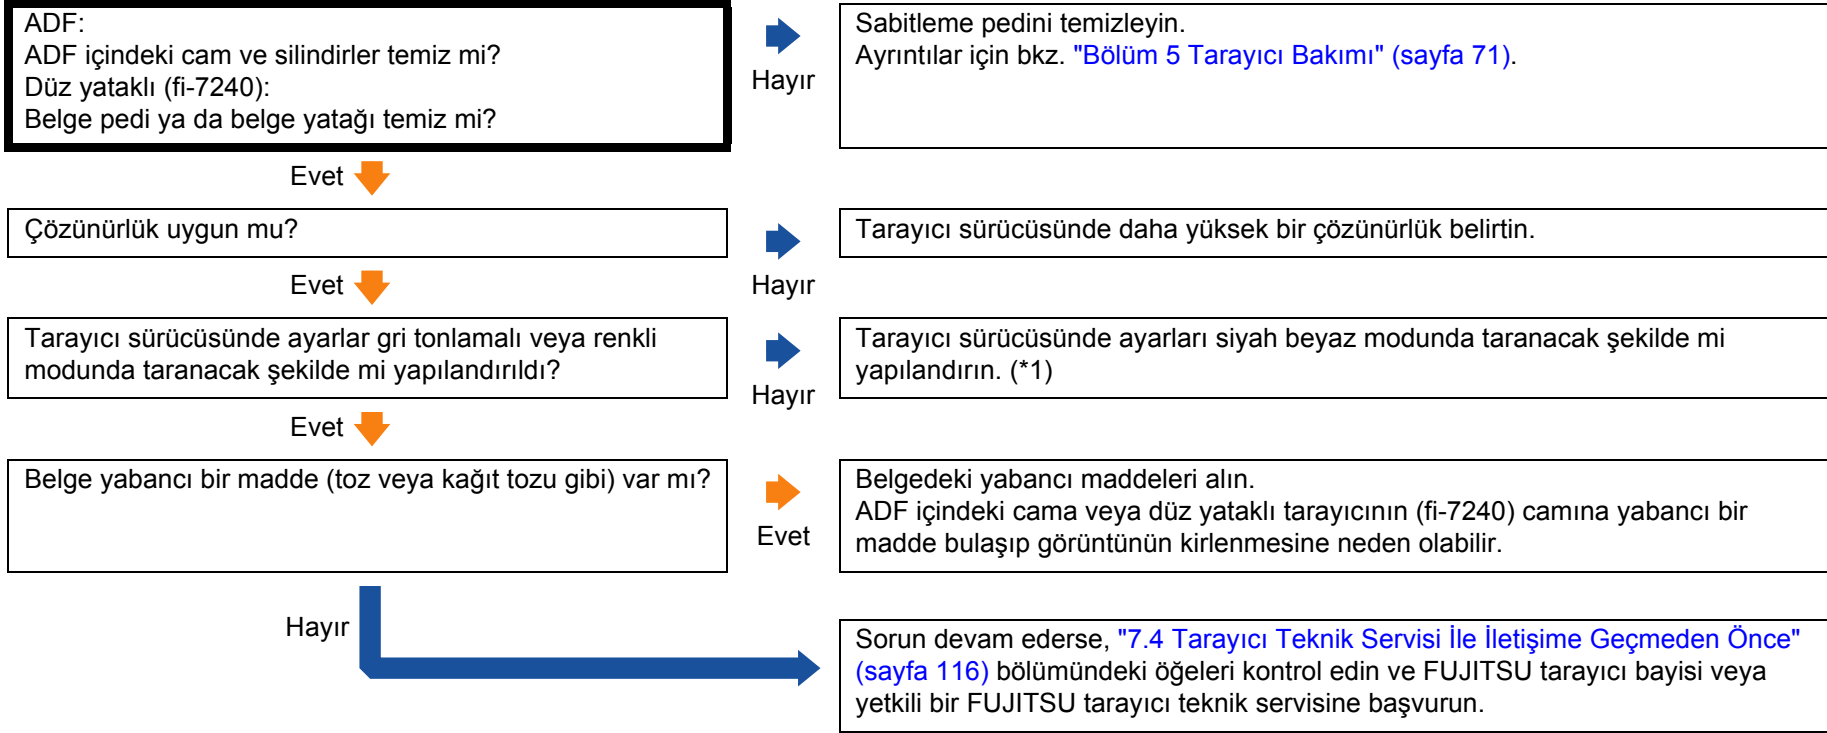 ADF:
ADF içindeki cam ve silindirler temiz mi?
Düz yataklı (fi-7240):
Belge pedi ya da belge yatağı temiz mi?
Hayır
Sabitleme pedini temizleyin.
Ayrıntılar için bkz. "Bölüm 5 Tarayıcı Bakımı" (sayfa 71).
Evet
Çözünürlük uygun mu?
Hayır
Tarayıcı sürücüsünde daha yüksek bir çözünürlük belirtin.
Evet
Tarayıcı sürücüsünde ayarlar gri tonlamalı veya renkli
modunda taranacak şekilde mi yapılandırıldı?
Hayır
Tarayıcı sürücüsünde ayarları siyah beyaz modunda taranacak şekilde mi
yapılandırın. (*1)
Evet
Belge yabancı bir madde (toz veya kağıt tozu gibi) var mı?
Evet
Belgedeki yabancı maddeleri alın.
ADF içindeki cama veya düz yataklı tarayıcının (fi-7240) camına yabancı bir
madde bulaşıp görüntünün kirlenmesine neden olabilir.
Hayır
Sorun devam ederse, "7.4 Tarayıcı Teknik Servisi İle İletişime Geçmeden Önce"
(sayfa 116) bölümündeki öğeleri kontrol edin ve FUJITSU tarayıcı bayisi veya
yetkili bir FUJITSU tarayıcı teknik servisine başvurun.